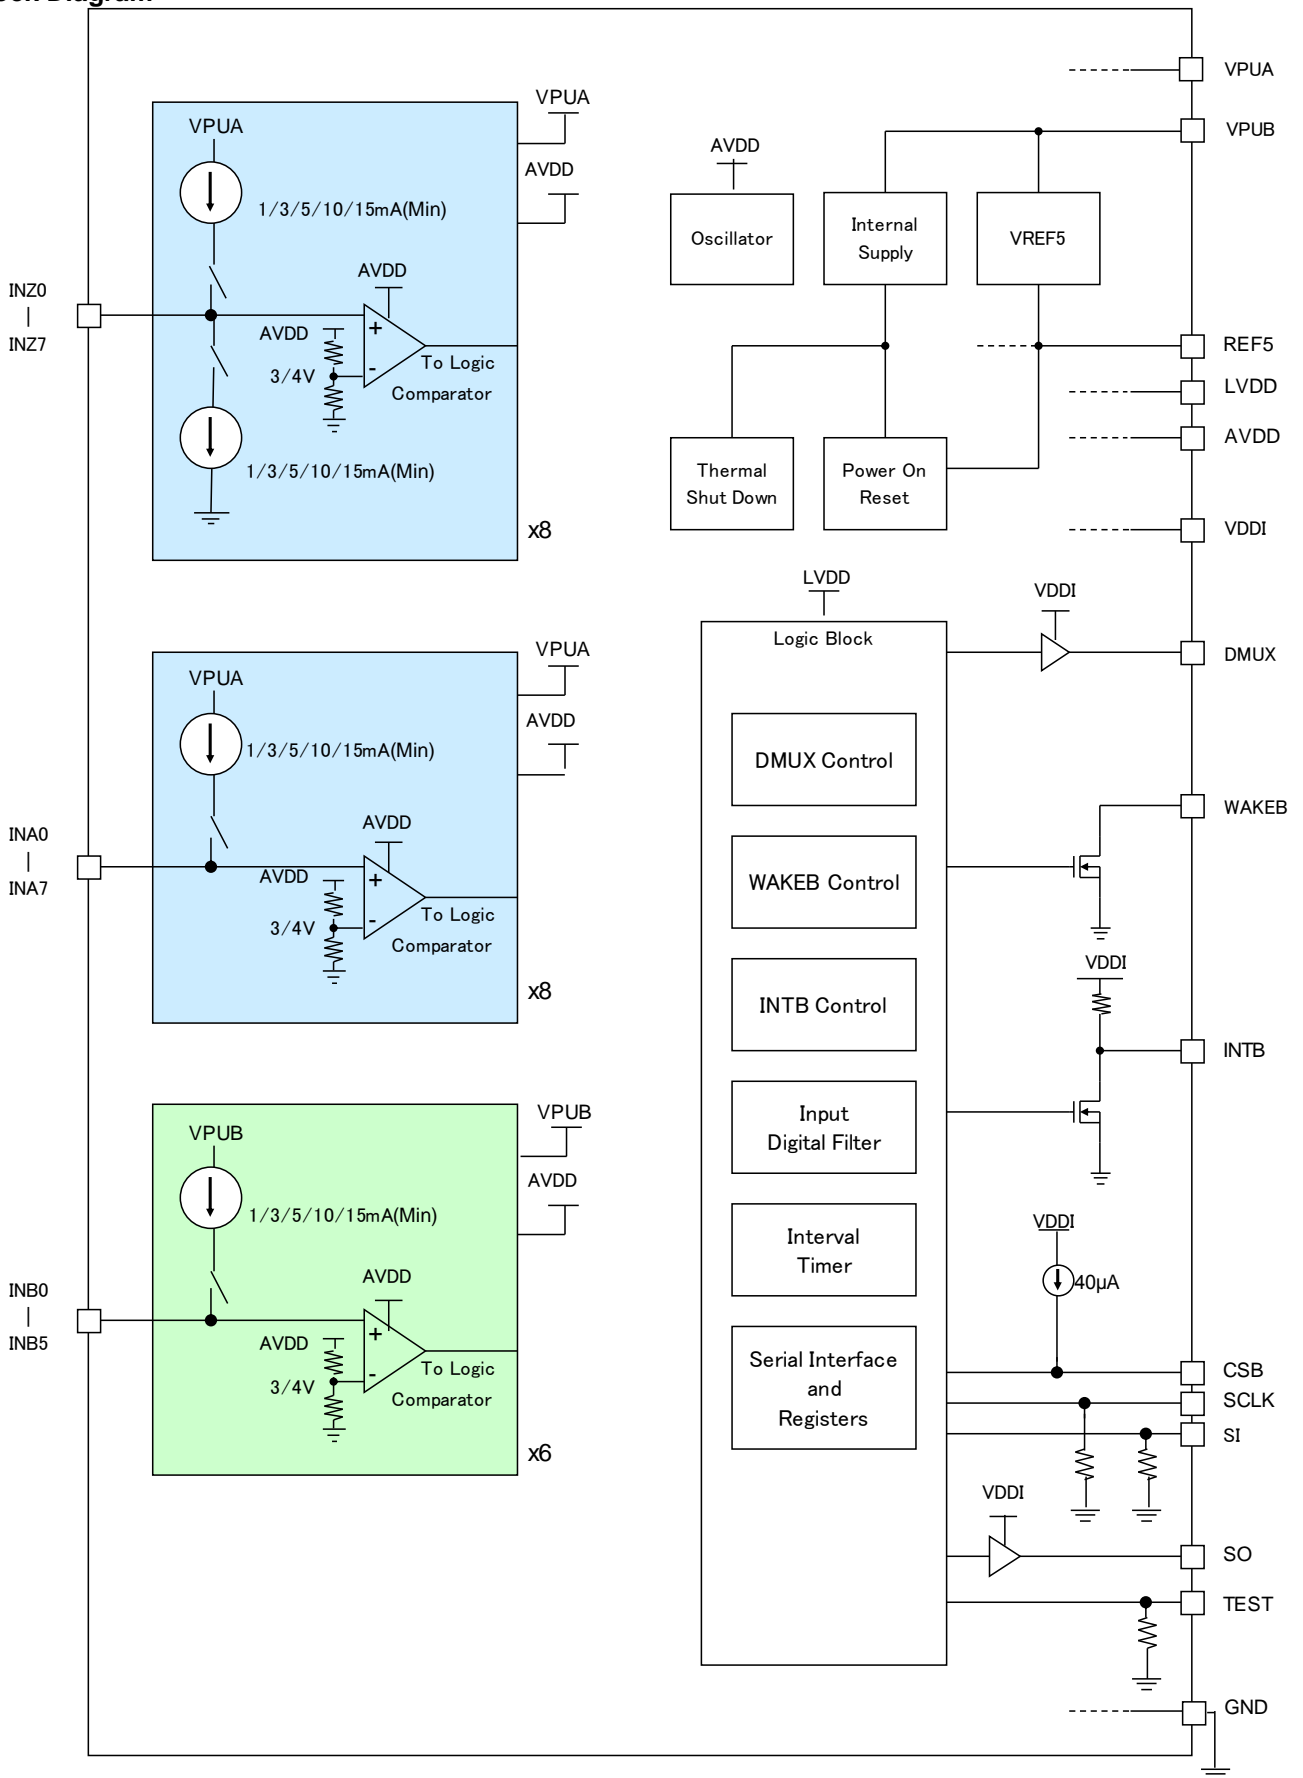 VPUA
VPUA
AVDD
1/3/5/10/15mA(Min)
AVDD
INZ0
|
INZ7
AVDD
+
-
3/4V
To Logic
Comparator
1/3/5/10/15mA(Min)
x8
VPUA
VPUA
AVDD
1/3/5/10/15mA(Min)
AVDD
INA0
|
INA7
AVDD
+
-
3/4V
To Logic
Comparator
x8
VPUB
VPUB
AVDD
1/3/5/10/15mA(Min)
AVDD
INB0
|
INB5
AVDD
+
-
3/4V
To Logic
Comparator
x6
AVDD
Oscillator
Internal
Supply
VREF5
Thermal
Shut Down
Power On
Reset
LVDD
Logic Block
DMUX Control
WAKEB Control
INTB Control
Input
Digital Filter
Interval
Timer
Serial Interface
and
Registers
VDDI
VDDI
VDDI
40μA
VDDI
VPUA
VPUB
REF5
LVDD
AVDD
VDDI
DMUX
WAKEB
INTB
CSB
SCLK
SI
SO
TEST
GND